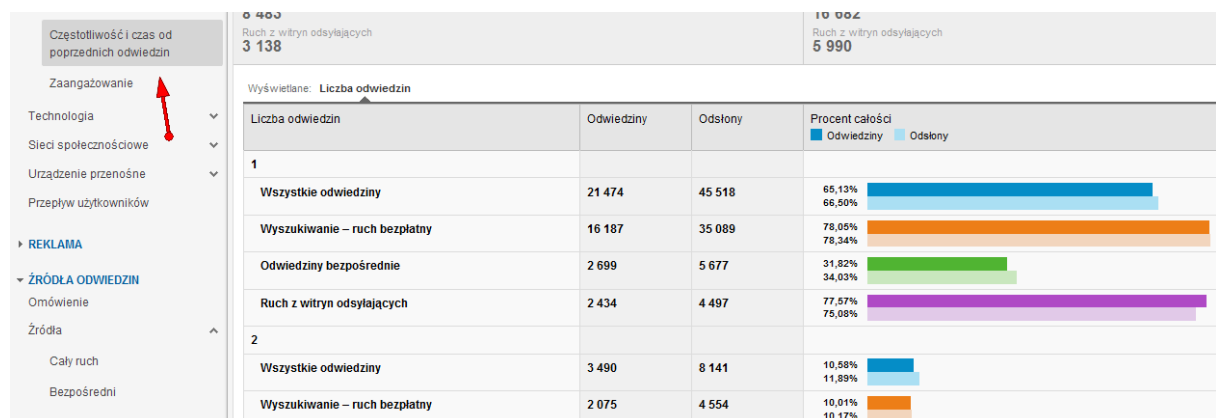 Częstotliwość i czas od
poprzednich odwiedzin
Zaangażowanie
Technologia
Sieci społecznościowe
Urządzenie przenośne
Przepływ użytkowników
REKLAMA
ŹRÓDŁA ODWIEDZIN
Omówienie
Źródła
Cały ruch
Bezpośredni
8 483
16 682
Ruch z witryn odsyłających
Ruch z witryn odsyłających
3 138
5 990
Wyświetlane: Liczba odwiedzin
Liczba odwiedzin Odwiedziny Odsłony Procent całości
Odwiedziny Odsłony
1
Wszystkie odwiedziny 21 474 45 518 65,13%
66,50%
Wyszukiwanie – ruch bezpłatny 16 187 35 089 78,05%
78,34%
Odwiedziny bezpośrednie 2 699 5 677 31,82%
34,03%
Ruch z witryn odsyłających 2 434 4 497 77,57%
75,08%
2
Wszystkie odwiedziny 3 490 8 141 10,58%
11,89%
Wyszukiwanie – ruch bezpłatny 2 075 4 554 10,01%
10,17%